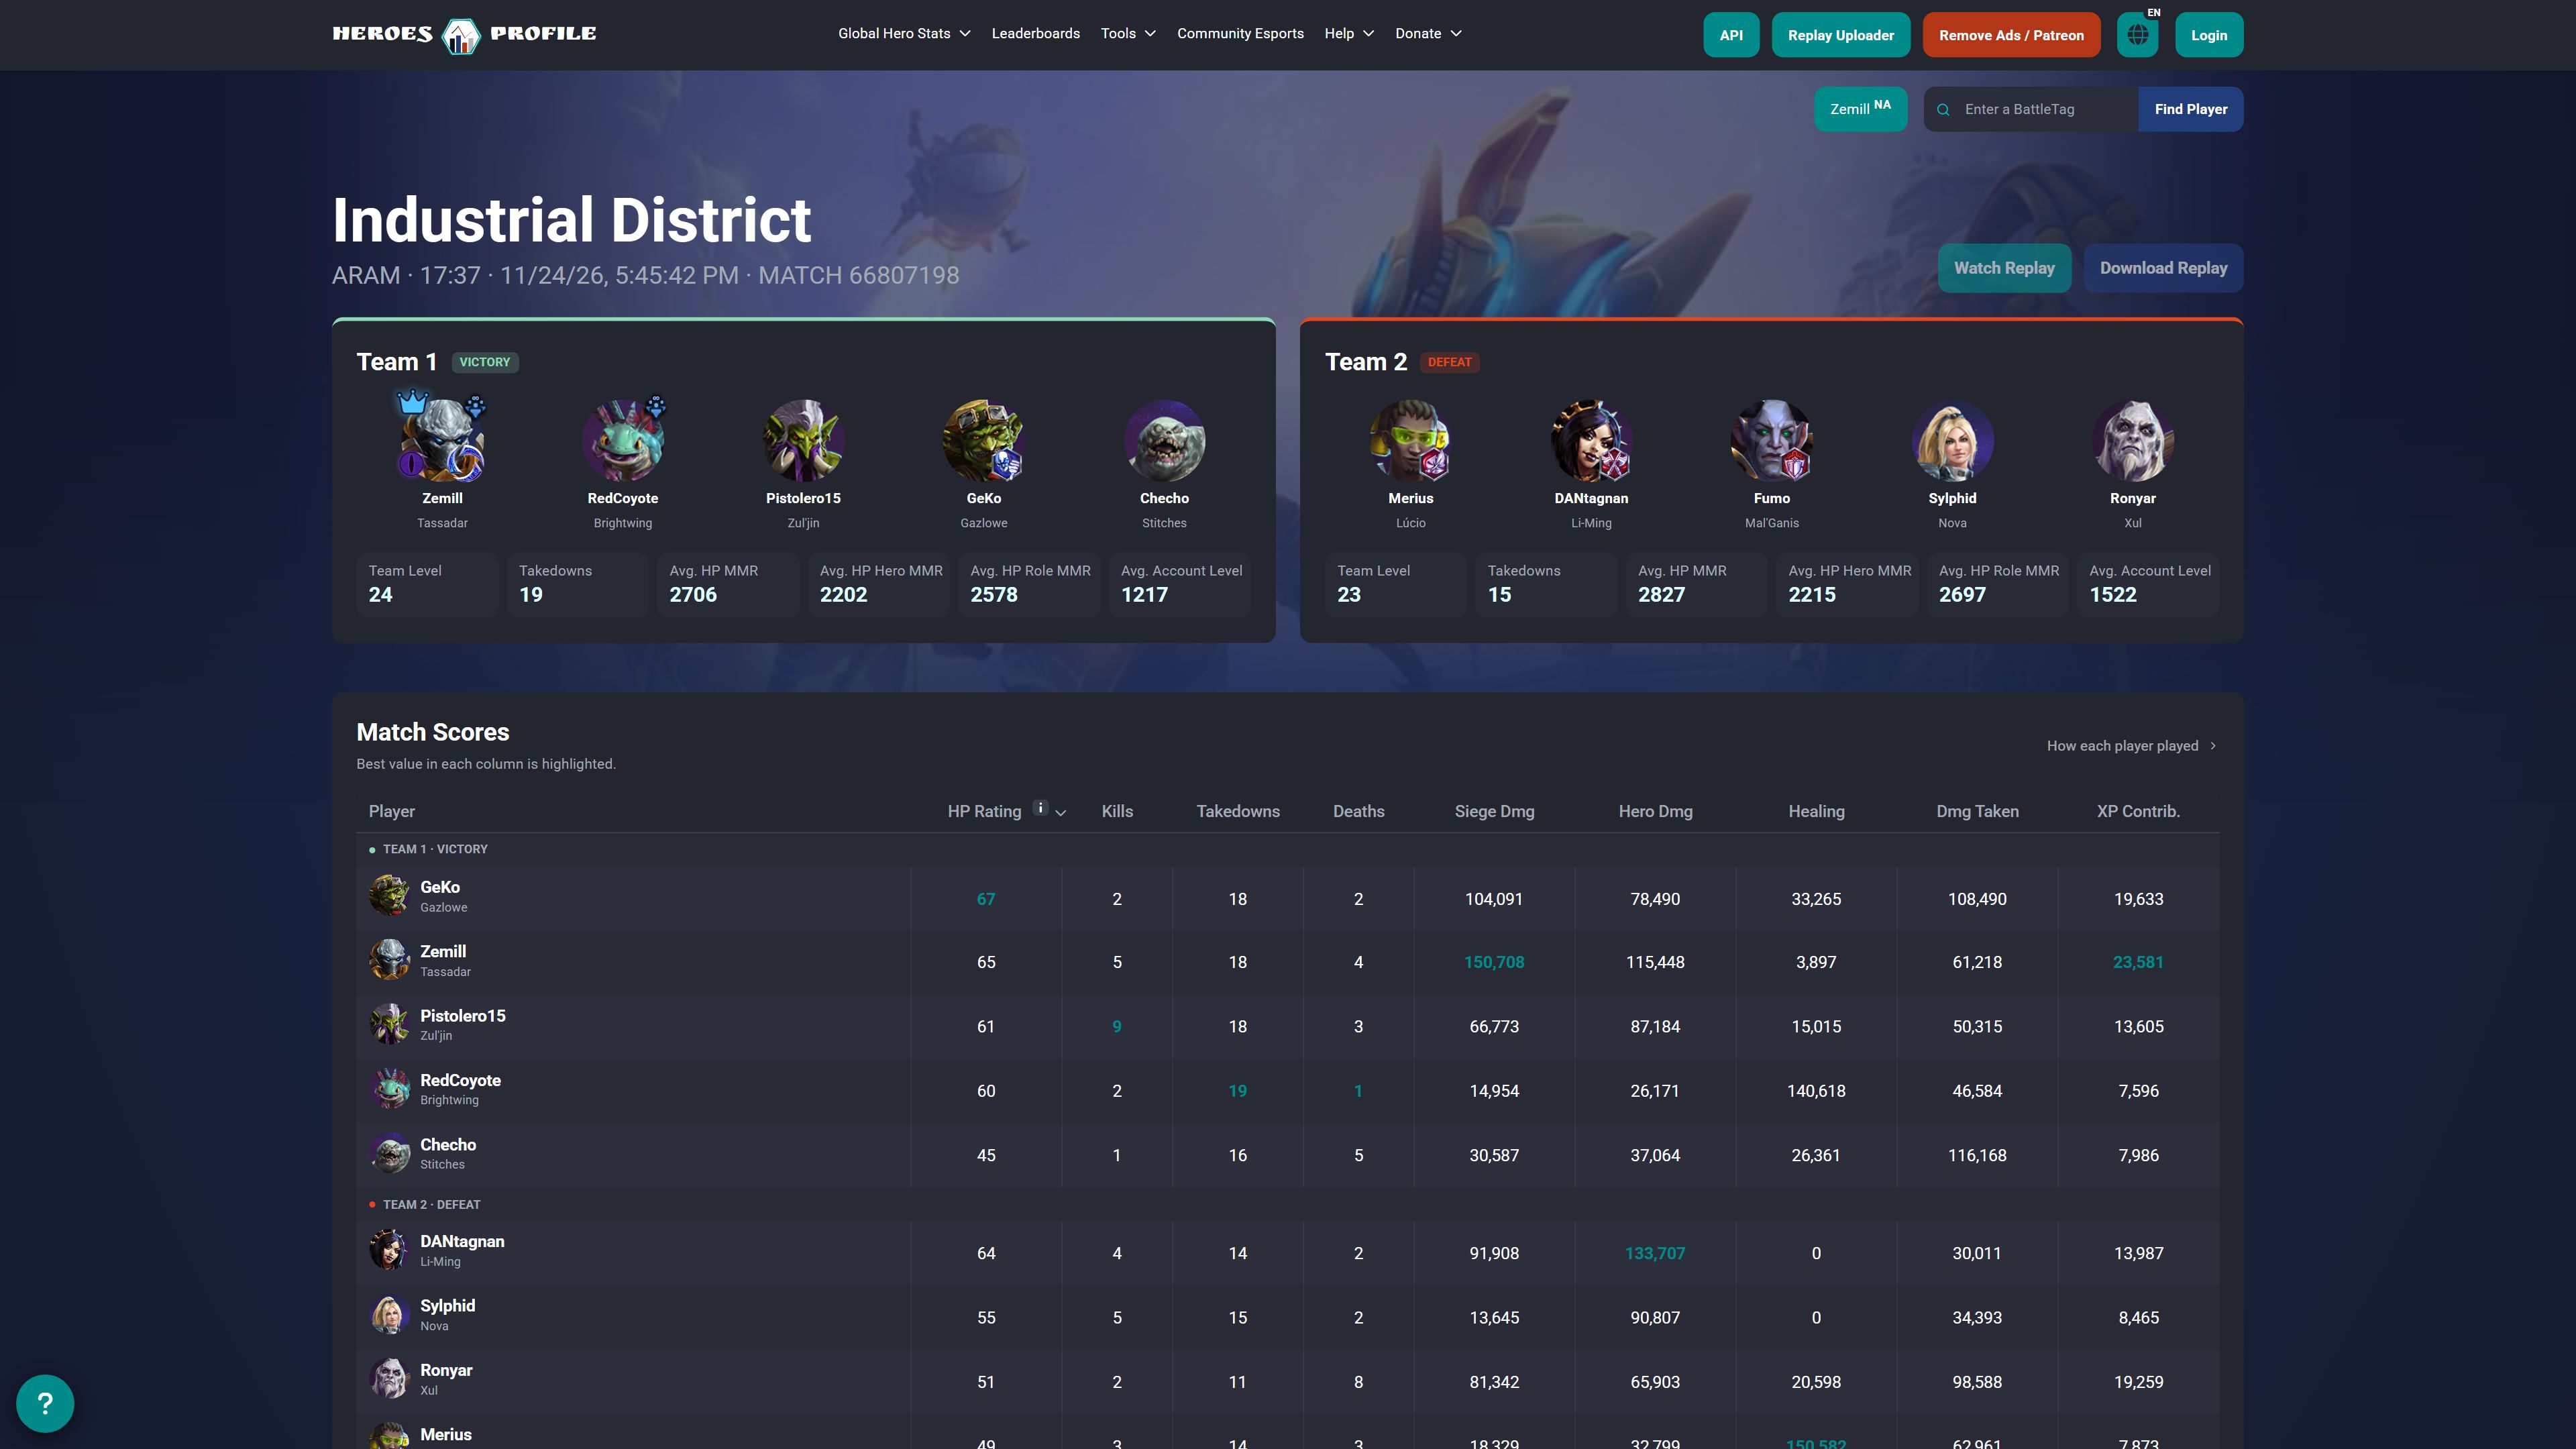 HEROES PROFILE
Global Hero Stats Leaderboards Tools Community Esports Help Donate
API Replay Uploader Remove Ads / Patreon EN Login
Zemill NA Enter a BattleTag Find Player
Industrial District
ARAM · 17:37 · 11/24/26, 5:45:42 PM · MATCH 66807198
Watch Replay Download Replay
Team 1 VICTORY
Zemill RedCoyote Pistolero15 GeKo Checho
Tassadar Brightwing Zul'jin Gazlowe Stitches
Team Level Takedowns Avg. HP MMR Avg. HP Hero MMR Avg. HP Role MMR Avg. Account Level
24 19 2706 2202 2578 1217
Team 2 DEFEAT
Merius DANtagnan Fumo Sylphid Ronyar
Lúcio Li-Ming Mal'Ganis Nova Xul
Team Level Takedowns Avg. HP MMR Avg. HP Hero MMR Avg. HP Role MMR Avg. Account Level
23 15 2827 2215 2697 1522
Match Scores
Best value in each column is highlighted.
How each player played
Player HP Rating i Kills Takedowns Deaths Siege Dmg Hero Dmg Healing Dmg Taken XP Contrib.
TEAM 1 · VICTORY
GeKo
Gazlowe
67 2 18 2 104,091 78,490 33,265 108,490 19,633
Zemill
Tassadar
65 5 18 4 150,708 115,448 3,897 61,218 23,581
Pistolero15
Zul'jin
61 9 18 3 66,773 87,184 15,015 50,315 13,605
RedCoyote
Brightwing
60 2 19 1 14,954 26,171 140,618 46,584 7,596
Checho
Stitches
45 1 16 5 30,587 37,064 26,361 116,168 7,986
TEAM 2 · DEFEAT
DANtagnan
Li-Ming
64 4 14 2 91,908 133,707 0 30,011 13,987
Sylphid
Nova
55 5 15 2 13,645 90,807 0 34,393 8,465
Ronyar
Xul
51 2 11 8 81,342 65,903 20,598 98,588 19,259
Merius
49 3 14 3 18,329 32,799 150,582 62,961 7,873
?